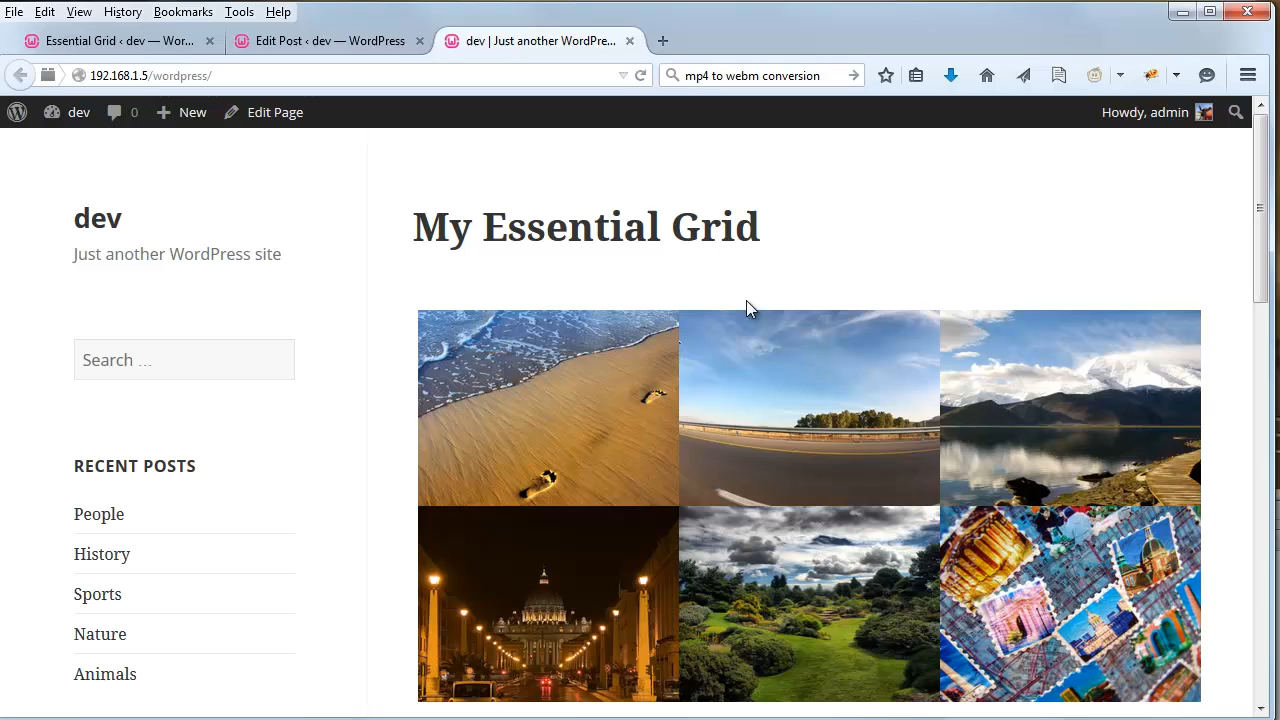 File Edit View History Bookmarks Tools Help
Essential Grid ‹ dev — Wor... Edit Post ‹ dev — WordPress dev | Just another WordPre...
192.168.1.5/wordpress/ mp4 to webm conversion
dev 0 New Edit Page Howdy, admin
dev
Just another WordPress site
My Essential Grid
Search ...
RECENT POSTS
People
History
Sports
Nature
Animals